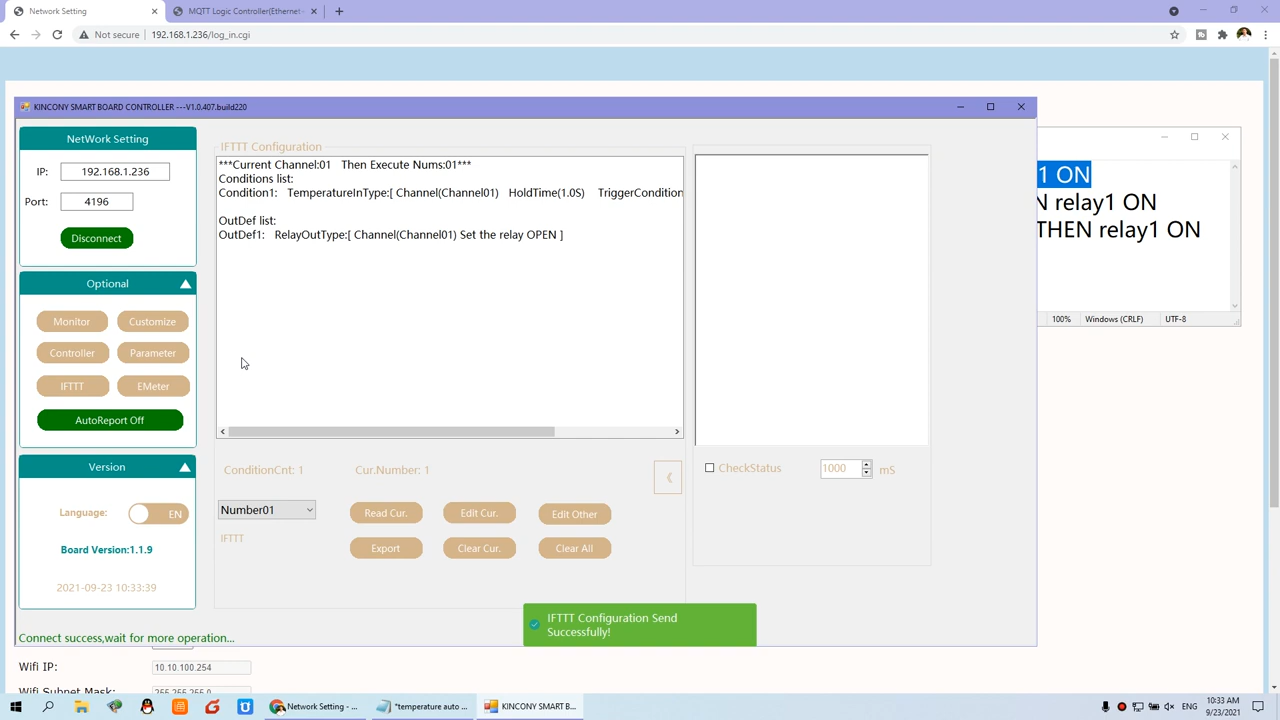 Network Setting
MQTT Logic Controller(Ethernet -
Not secure
192.168.1.236/log_in.cgi
KINCONY SMART BOARD CONTROLLER ---V1.0.407.build220
NetWork Setting
IP:
192.168.1.236
Port:
4196
Disconnect
Optional
Monitor
Customize
Controller
Parameter
IFTTT
EMeter
AutoReport Off
Version
Language:
EN
Board Version:1.1.9
2021-09-23 10:33:39
Connect success,wait for more operation...
IFTTT Configuration
***Current Channel:01 Then Execute Nums:01***
Conditions list:
Condition1: TemperatureInType:[ Channel(Channel01) HoldTime(1.0S) TriggerCondition
OutDef list:
OutDef1: RelayOutType:[ Channel(Channel01) Set the relay OPEN ]
ConditionCnt: 1
Cur.Number: 1
《
Number01
Read Cur.
Edit Cur.
Edit Other
IFTTT
Export
Clear Cur.
Clear All
CheckStatus
1000
mS
IFTTT Configuration Send
Successfully!
1 ON
N relay1 ON
THEN relay1 ON
100%
Windows (CRLF)
UTF-8
Wifi IP:
10.10.100.254
Wifi Subnet Mask:
255.255.255.0
Network Setting - ...
*temperature auto ...
KINCONY SMART B...
ENG
10:33 AM
9/23/2021